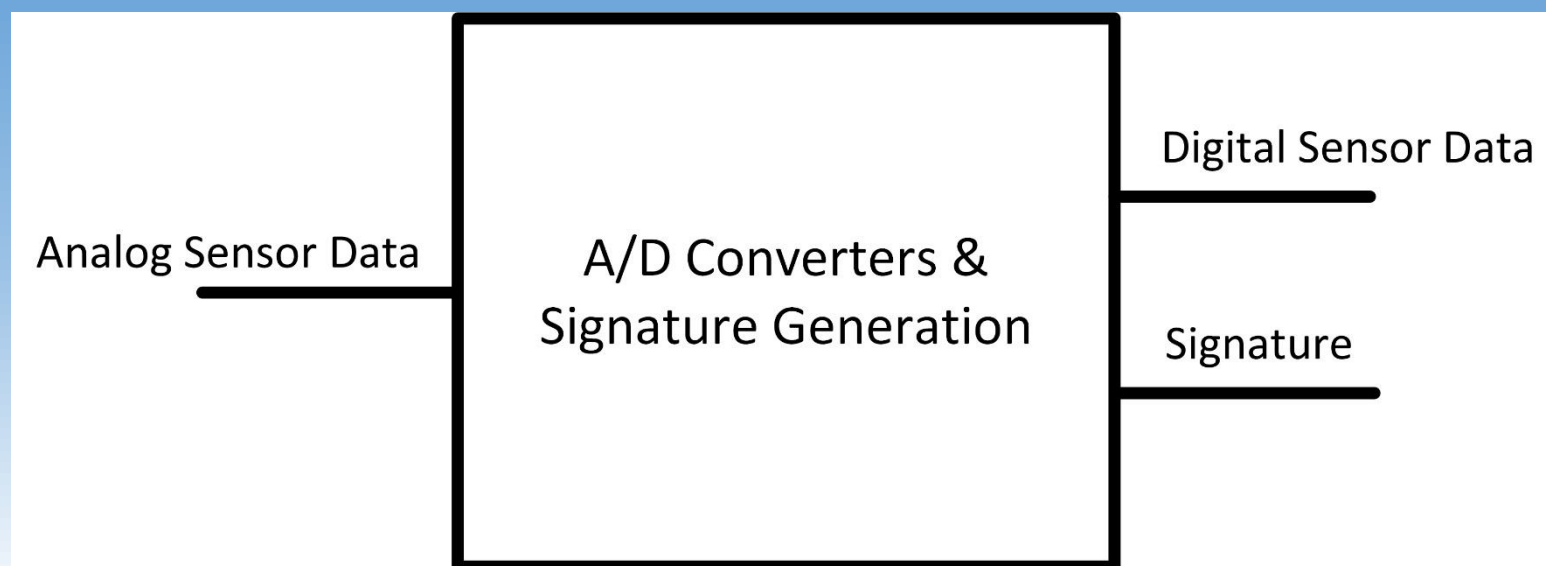 Analog Sensor Data
A/D Converters &
Signature Generation
Digital Sensor Data
Signature